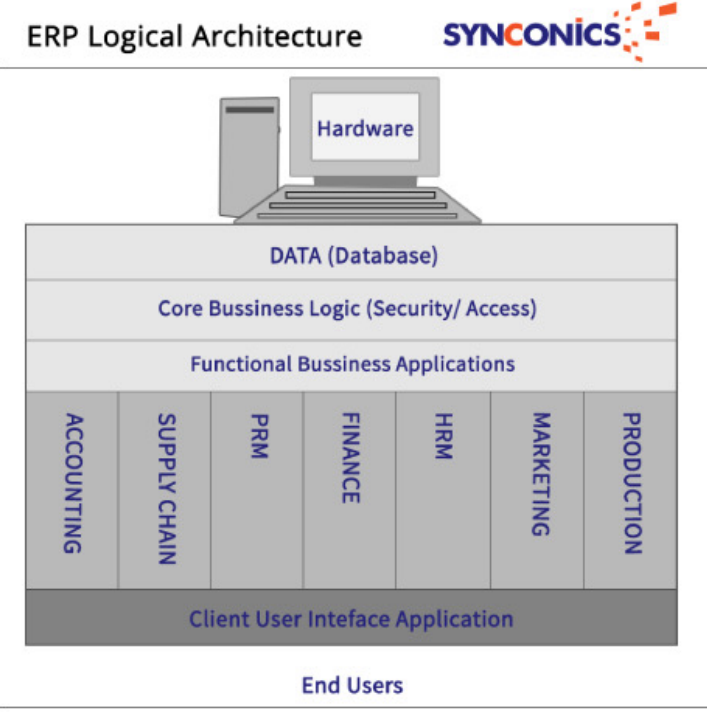 ERP Logical Architecture
SYNCONICS
Hardware
DATA (Database)
Core Bussiness Logic (Security/ Access)
Functional Bussiness Applications
ACCOUNTING
SUPPLY CHAIN
PRM
FINANCE
HRM
MARKETING
PRODUCTION
Client User Inteface Application
End Users